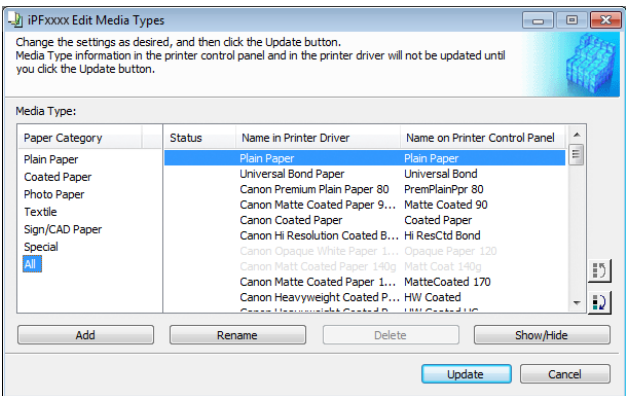 iPFxxxx Edit Media Types
Change the settings as desired, and then click the Update button.
Media Type information in the printer control panel and in the printer driver will not be updated until
you click the Update button.
Media Type:
Paper Category Status Name in Printer Driver Name on Printer Control Panel
Plain Paper
Coated Paper
Photo Paper
Textile
Sign/CAD Paper
Special
All
Plain Paper Plain Paper
Universal Bond Paper Universal Bond
Canon Premium Plain Paper 80 PremPlainPpr 80
Canon Matte Coated Paper 9... Matte Coated 90
Canon Coated Paper Coated Paper
Canon Hi Resolution Coated B... Hi ResCtd Bond
Canon Opaque White Paper 1... Opaque Paper 120
Canon Matt Coated Paper 140g Matt Coat 140g
Canon Matte Coated Paper 1... MatteCoated 170
Canon Heavyweight Coated P... HW Coated
Add Rename Delete Show/Hide
Update Cancel